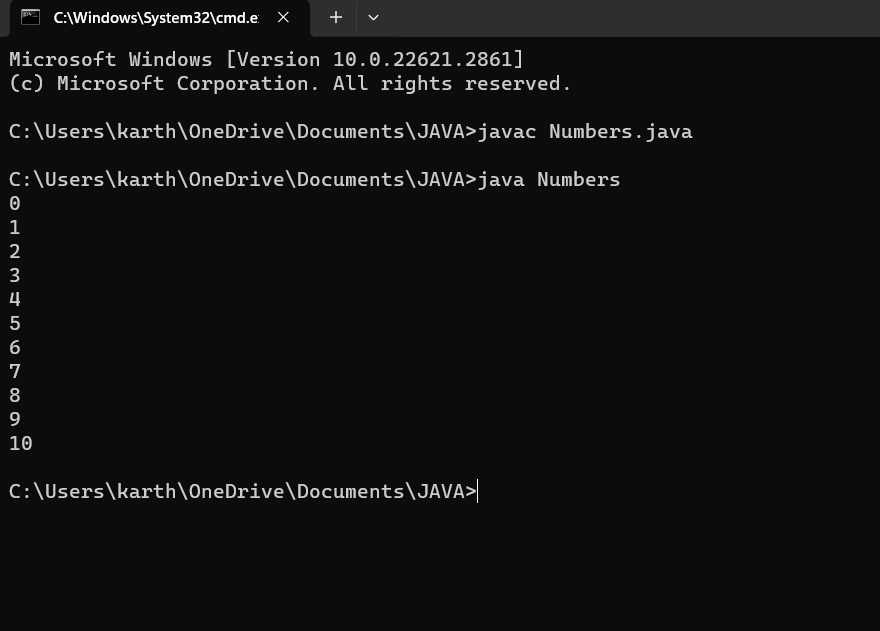 C:\Windows\System32\cmd.e
Microsoft Windows [Version 10.0.22621.2861]
(c) Microsoft Corporation. All rights reserved.
C:\Users\karth\OneDrive\Documents\JAVA>javac Numbers.java
C:\Users\karth\OneDrive\Documents\JAVA>java Numbers
0
1
2
3
4
5
6
7
8
9
10
C:\Users\karth\OneDrive\Documents\JAVA>